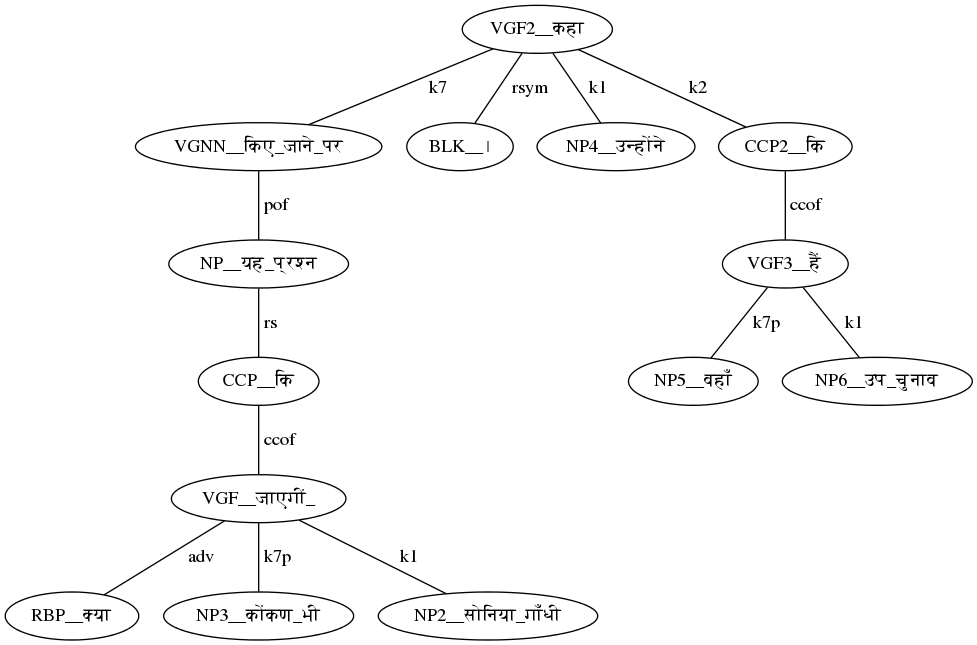 VGF2__कहा
k7
rsym
k1
k2
VGNN__किए_जाने_पर
BLK__।
NP4__उन्होंने
CCP2__कि
pof
ccof
NP__यह_प्रश्न
VGF3__हैं
rs
k7p
k1
CCP__कि
NP5__वहाँ
NP6__उप_चुनाव
ccof
VGF__जाएगीं_
adv
k7p
k1
RBP__क्या
NP3__कोंकण_भी
NP2__सोनिया_गाँधी